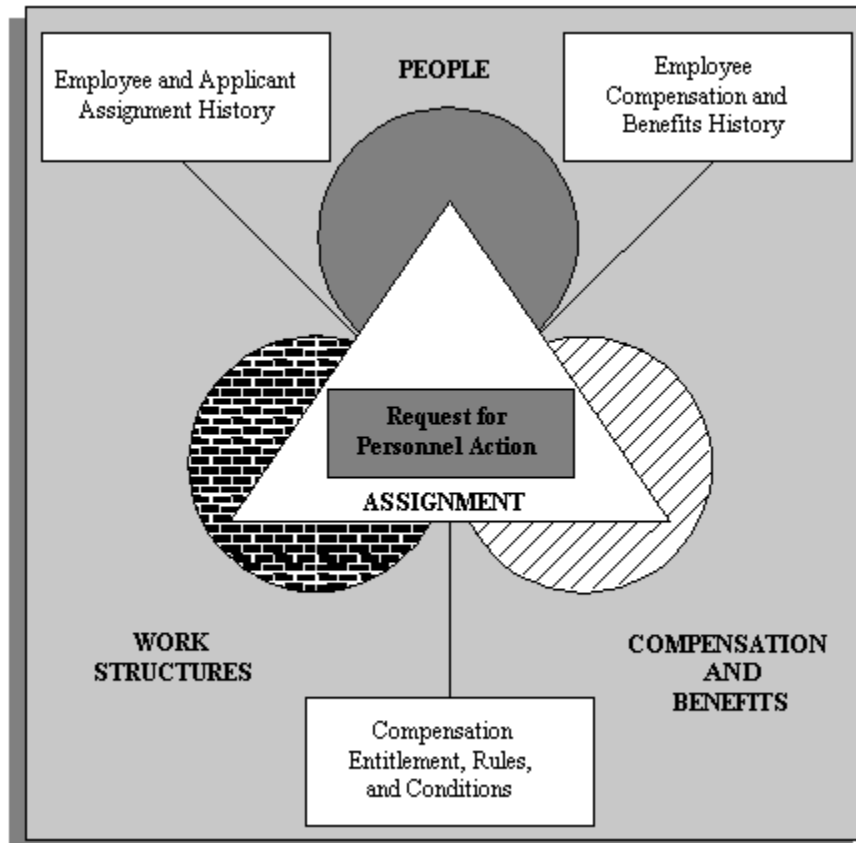 Employee and Applicant
Assignment History
PEOPLE
Employee
Compensation and
Benefits History
Request for
Personnel Action
ASSIGNMENT
WORK
STRUCTURES
COMPENSATION
AND
BENEFITS
Compensation
Entitlement, Rules,
and Conditions